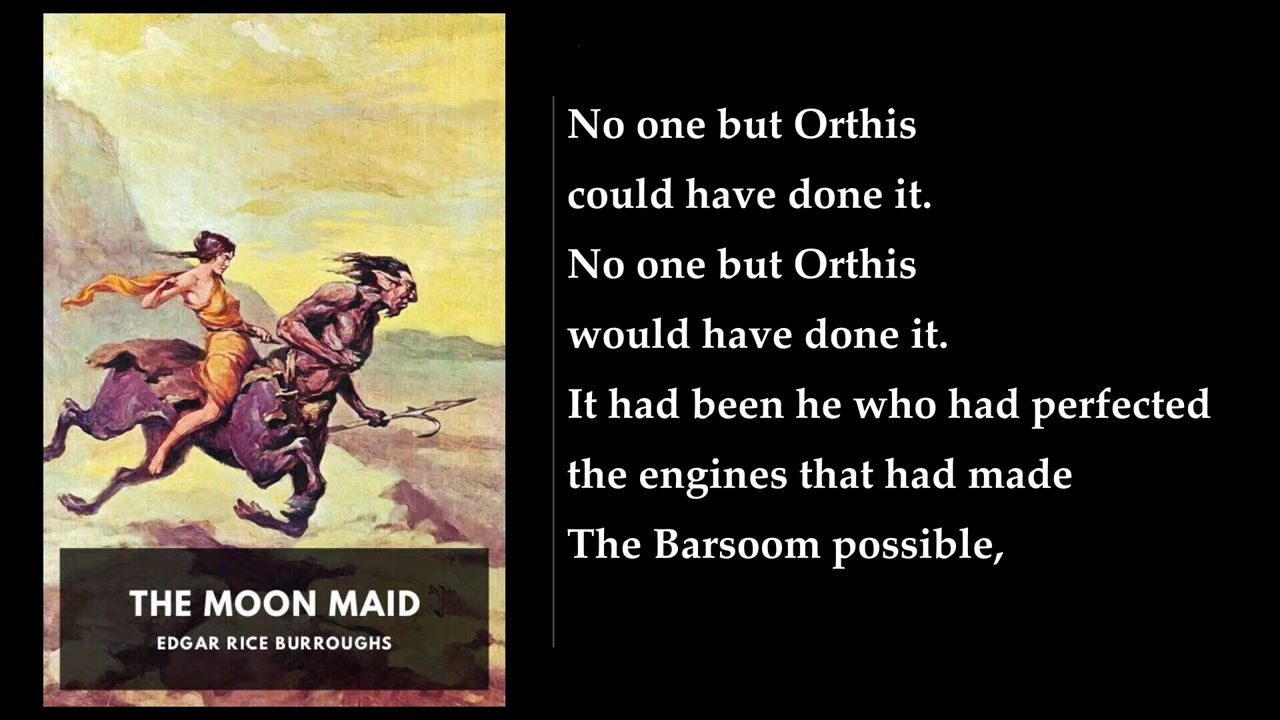 THE MOON MAID
EDGAR RICE BURROUGHS
No one but Orthis
could have done it.
No one but Orthis
would have done it.
It had been he who had perfected
the engines that had made
The Barsoom possible,